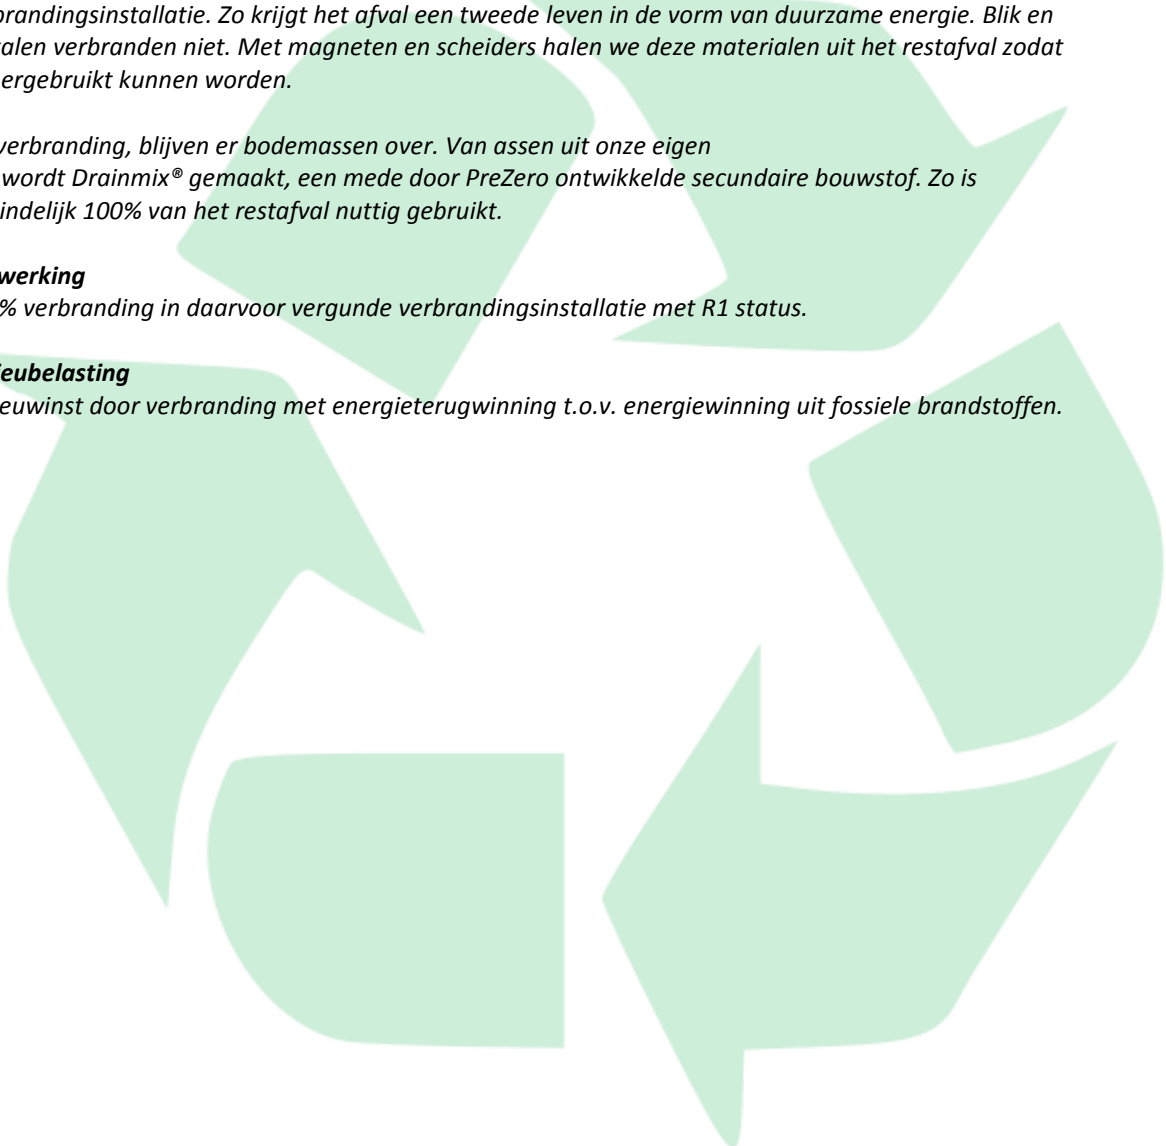 brandingsinstallatie. Zo krijgt het afval een tweede leven in de vorm van duurzame energie. Blik en
talen verbranden niet. Met magneten en scheiders halen we deze materialen uit het restafval zodat
ergebruikt kunnen worden.
verbranding, blijven er bodemassen over. Van assen uit onze eigen
wordt Drainmix® gemaakt, een mede door PreZero ontwikkelde secundaire bouwstof. Zo is
indelijk 100% van het restafval nuttig gebruikt.
werking
% verbranding in daarvoor vergunde verbrandingsinstallatie met R1 status.
eubelasting
euwinst door verbranding met energieterugwinning t.o.v. energiewinning uit fossiele brandstoffen.